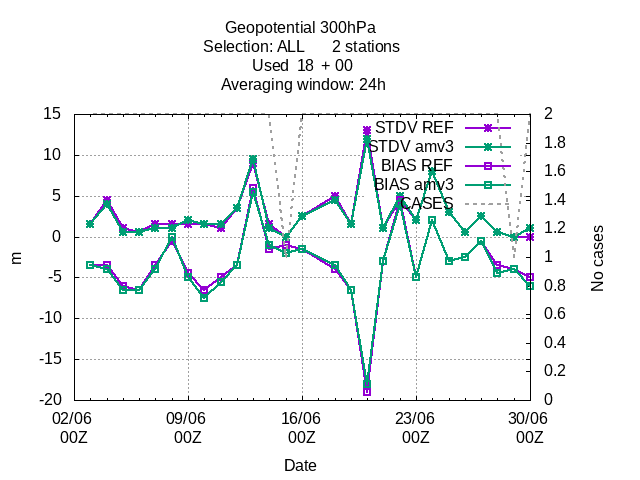 Geopotential 300hPa
Selection: ALL 2 stations
Used 18 + 00
Averaging window: 24h
STDV REF
STDV amv3
BIAS REF
BIAS amv3
CASES
15
10
5
0
-5
-10
-15
-20
m
2
1.8
1.6
1.4
1.2
1
0.8
0.6
0.4
0.2
0
No cases
02/06 09/06 16/06 23/06 30/06
00Z 00Z 00Z 00Z 00Z
Date